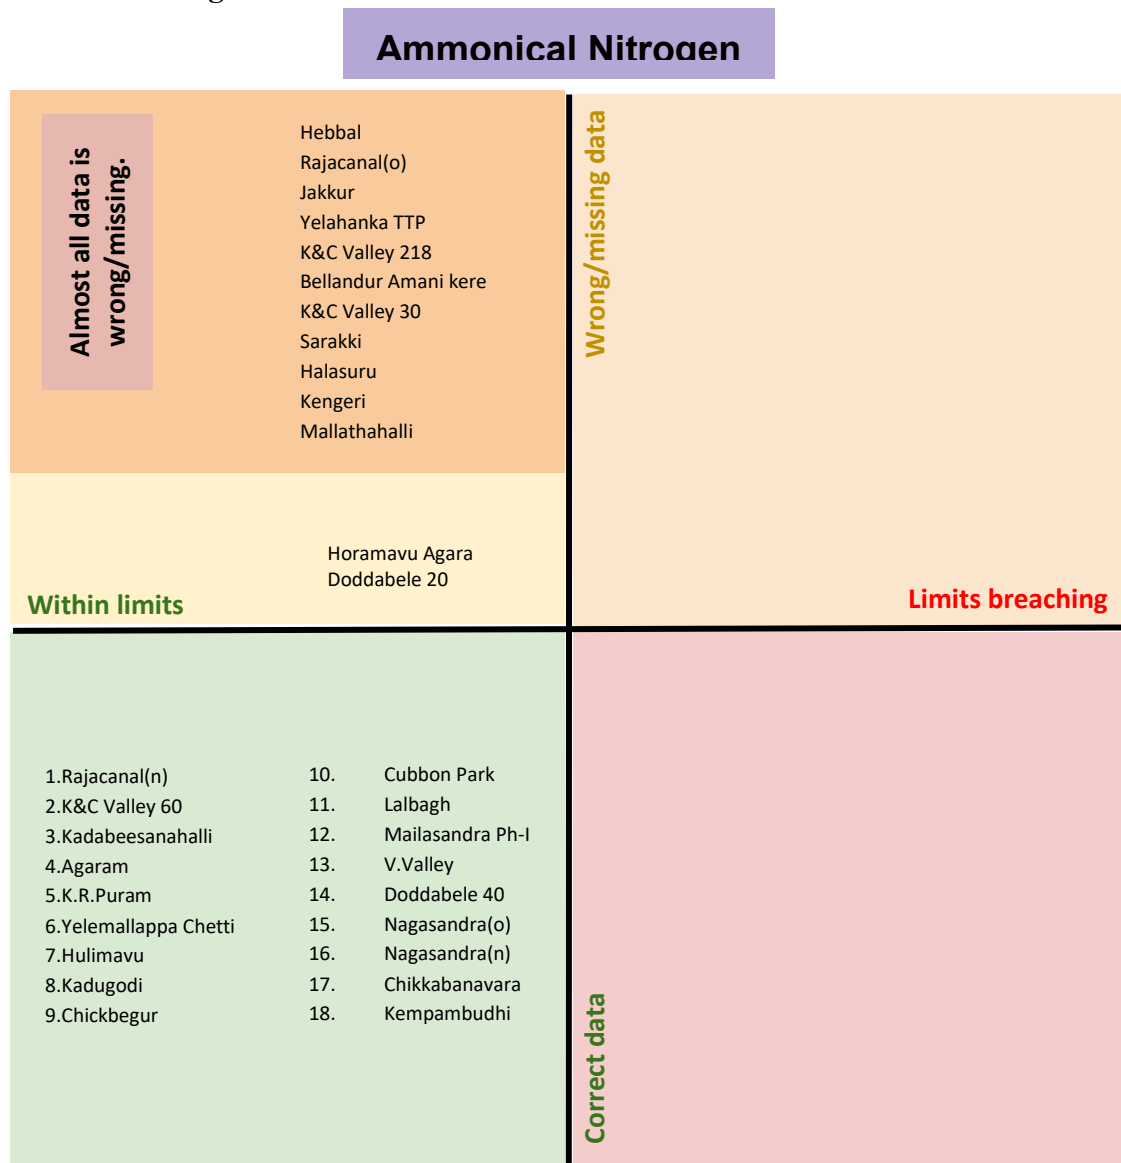 Ammonical Nitrogen
Almost all data is
wrong/missing.
Hebbal
Rajacanal(o)
Jakkur
Yelahanka TTP
K&C Valley 218
Bellandur Amani kere
K&C Valley 30
Sarakki
Halasuru
Kengeri
Mallathahalli
Wrong/missing data
Horamavu Agara
Doddabele 20
Within limits
Limits breaching
1.Rajacanal(n)
2.K&C Valley 60
3.Kadabeesanahalli
4.Agaram
5.K.R.Puram
6.Yelemallappa Chetti
7.Hulimavu
8.Kadugodi
9.Chickbegur
10. Cubbon Park
11. Lalbagh
12. Mailasandra Ph-I
13. V.Valley
14. Doddabele 40
15. Nagasandra(o)
16. Nagasandra(n)
17. Chikkabanavara
18. Kempambudhi
Correct data